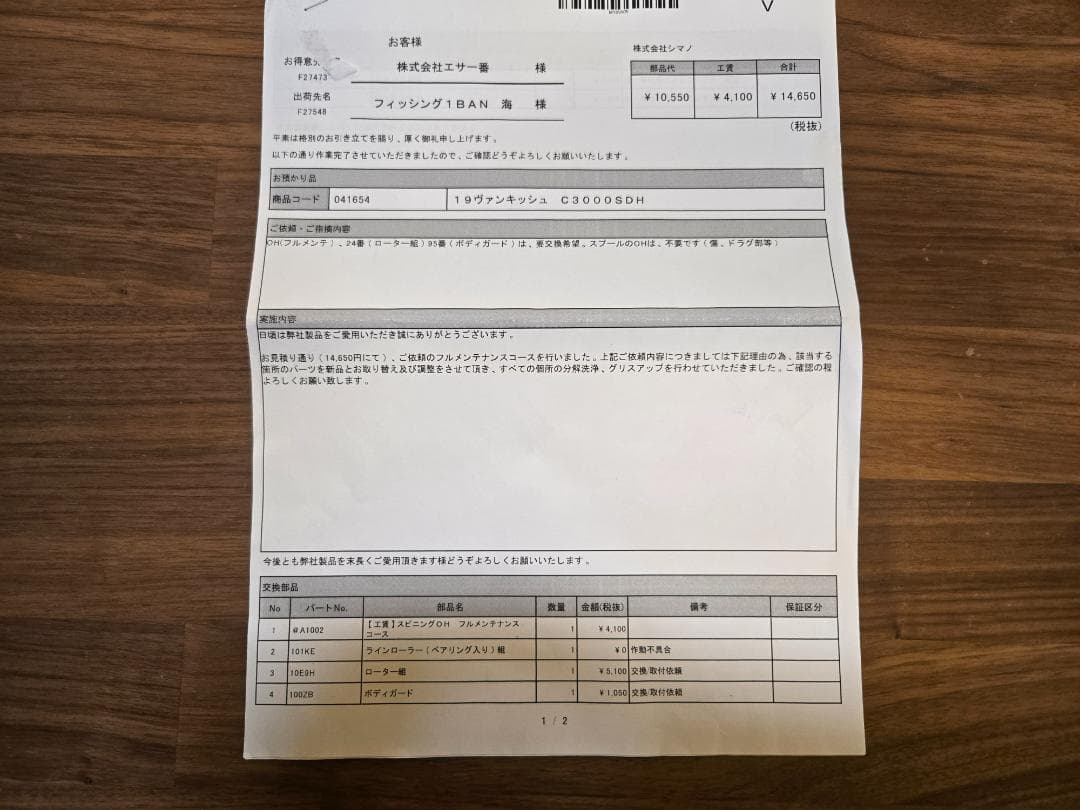 お客様
株式会社シマノ
お得意先
F27473
株式会社エサ一番 様
出荷先名
F27548
フィッシング1BAN 海 様
部品代 工賃 合計
¥10,550 ¥4,100 ¥14,650
(税抜)
平素は格別のお引き立てを賜り、厚く御礼申し上げます。
以下の通り作業完了させていただきましたので、ご確認どうぞよろしくお願いいたします。
お預かり品
商品コード 041654 19ヴァンキッシュ C3000SDH
ご依頼・ご指摘内容
OH(フルメンテ)、24番(ローター組)95番(ボディガード)は、要交換希望。スプールのOHは、不要です(傷、ドラグ部等)
実施内容
日頃は弊社製品をご愛用いただき誠にありがとうございます。
お見積り通り(14,650円にて)、ご依頼のフルメンテナンスコースを行いました。上記ご依頼内容につきましては下記理由の為、該当する
箇所のパーツを新品とお取り替え及び調整をさせて頂き、すべての個所の分解洗浄、グリスアップを行わせていただきました。ご確認の程
よろしくお願い致します。
今後とも弊社製品を末長くご愛用頂きます様どうぞよろしくお願いいたします。
交換部品
No パートNo. 部品名 数量 金額(税抜) 備考 保証区分
1 @A1002 【工賃】スピニングOH フルメンテナンス
コース 1 ¥4,100
2 101KE ラインローラー(ベアリング入り)組 1 ¥0 作動不具合
3 10E9H ローター組 1 ¥5,100 交換/取付依頼
4 100ZB ボディガード 1 ¥1,050 交換/取付依頼
1 / 2